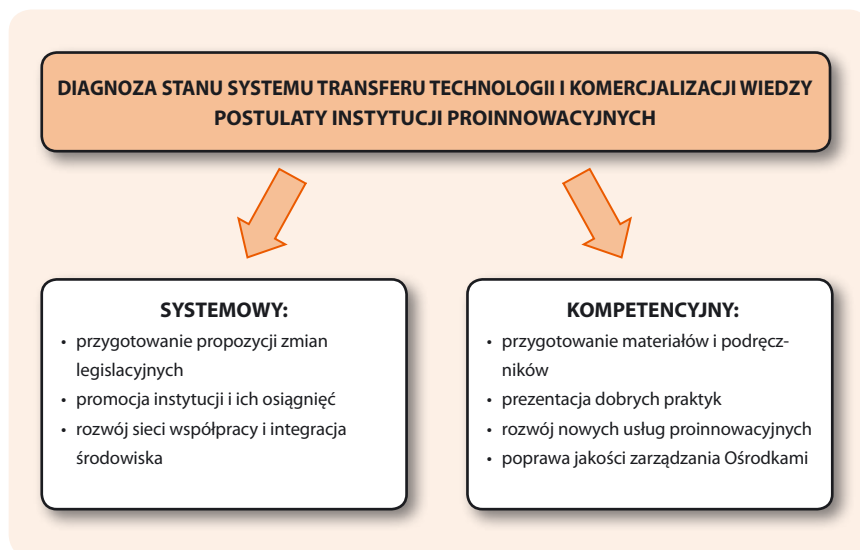 DIAGNOZA STANU SYSTEMU TRANSFERU TECHNOLOGII I KOMERCJALIZACJI WIEDZY
POSTULATY INSTYTUCJI PROINNOWACYJNYCH
SYSTEMOWY:
• przygotowanie propozycji zmian
legislacyjnych
• promocja instytucji i ich osiągnięć
• rozwój sieci współpracy i integracja
środowiska
KOMPETENCYJNY:
• przygotowanie materiałów i podręcz-
ników
• prezentacja dobrych praktyk
• rozwój nowych usług proinnowacyjnych
• poprawa jakości zarządzania Ośrodkami